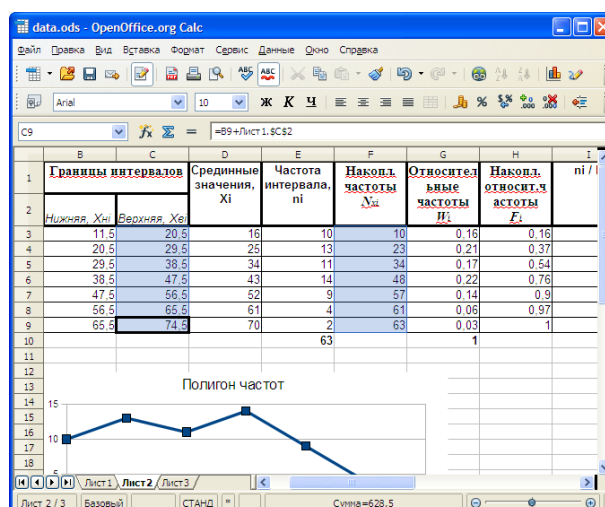 data.ods - OpenOffice.org Calc
Файл Правка Вид Вставка Формат Сервис Данные Окно Справка
Arial 10 Ж К Ч
C9 =B9+Лист1.$C$2
B C D E F G H I
1 Границы интервалов Срединные значения, Xi Частота интервала, ni Накопл. частоты Nxi Относительные частоты Wi Накопл. относит.частоты Fi ni /
2 Нижняя, Хні Верхняя, Хві
3 11,5 20,5 16 10 10 0,16 0,16
4 20,5 29,5 25 13 23 0,21 0,37
5 29,5 38,5 34 11 34 0,17 0,54
6 38,5 47,5 43 14 48 0,22 0,76
7 47,5 56,5 52 9 57 0,14 0,9
8 56,5 65,5 61 4 61 0,06 0,97
9 65,5 74,5 70 2 63 0,03 1
10 63 1
11
12
13 Полигон частот
14 15
15
16
17 10
18
Лист1 Лист2 Лист3
Лист 2 / 3 Базовый СТАНД * Сумма=628,5